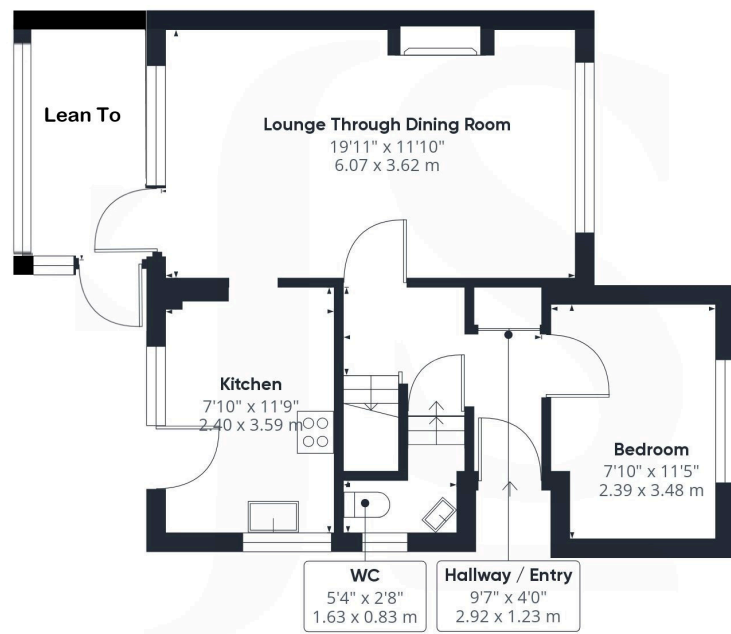 Lean To
Lounge Through Dining Room
19'11" x 11'10"
6.07 x 3.62 m
Kitchen
7'10" x 11'9"
2.40 x 3.59 m
Bedroom
7'10" x 11'5"
2.39 x 3.48 m
WC
5'4" x 2'8"
1.63 x 0.83 m
Hallway / Entry
9'7" x 4'0"
2.92 x 1.23 m